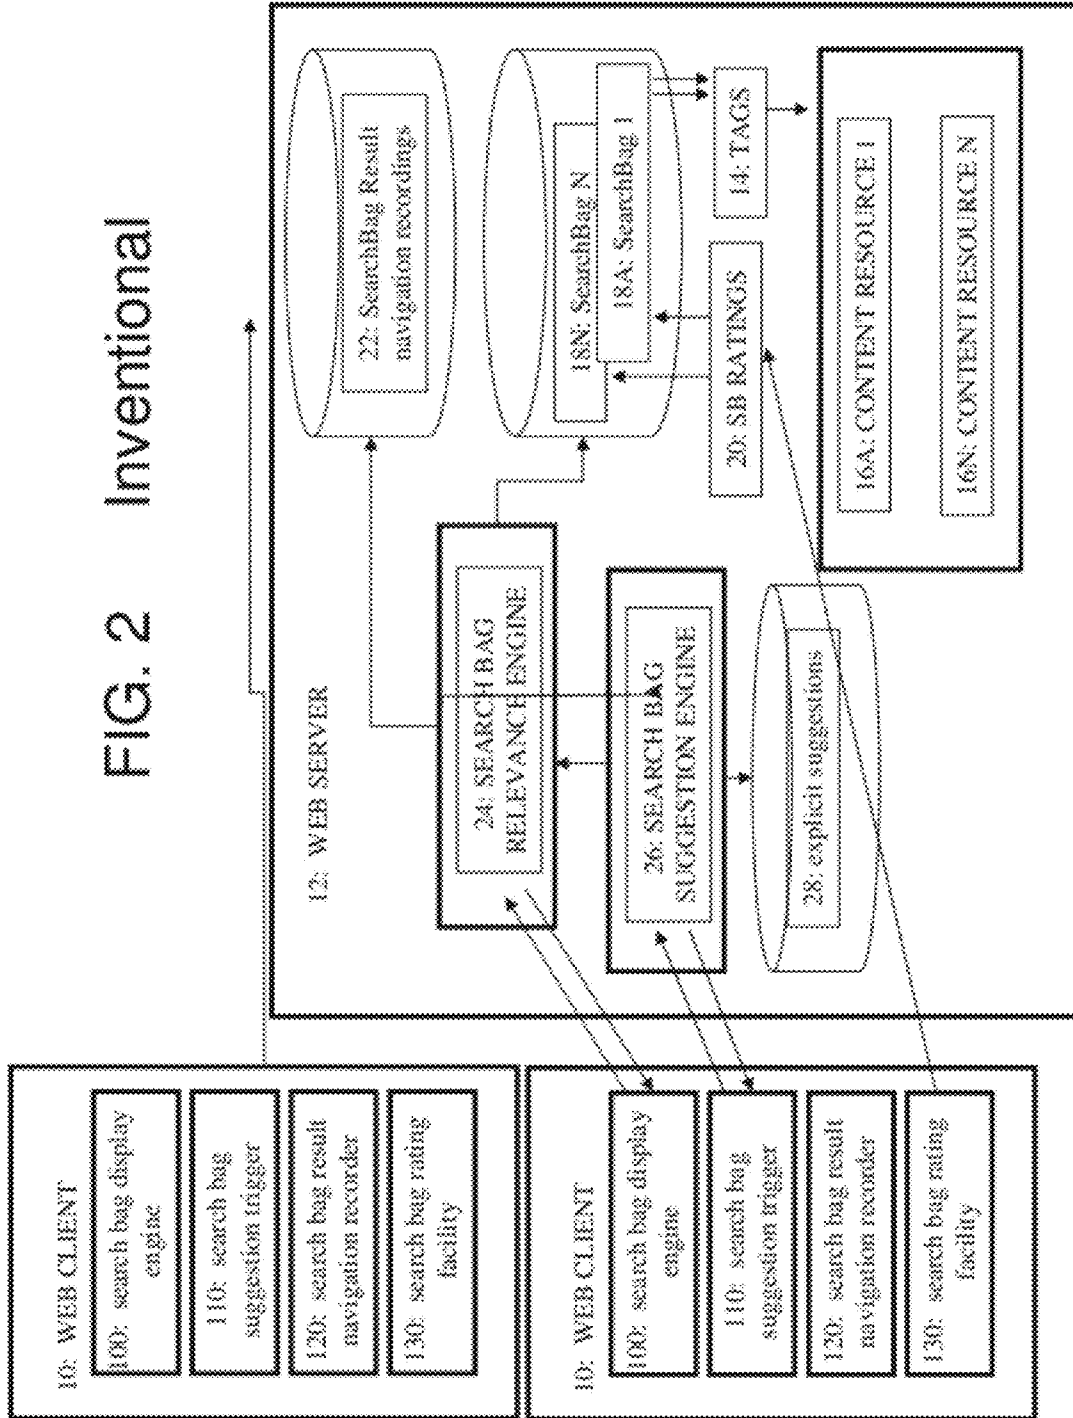 FIG. 2 Inventional
10: WEB CLIENT
100: search bag display
engine
110: search bag
suggestion trigger
120: search bag result
navigation recorder
130: search bag rating
facility
10: WEB CLIENT
100: search bag display
engine
110: search bag
suggestion trigger
120: search bag result
navigation recorder
130: search bag rating
facility
12: WEB SERVER
24: SEARCH BAG
RELEVANCE ENGINE
26: SEARCH BAG
SUGGESTION ENGINE
28: explicit suggestions
22: SearchBag Result
navigation recordings
18N: SearchBag N
18A: SearchBag 1
20: SB RATINGS
14: TAGS
16A: CONTENT RESOURCE 1
16N: CONTENT RESOURCE N